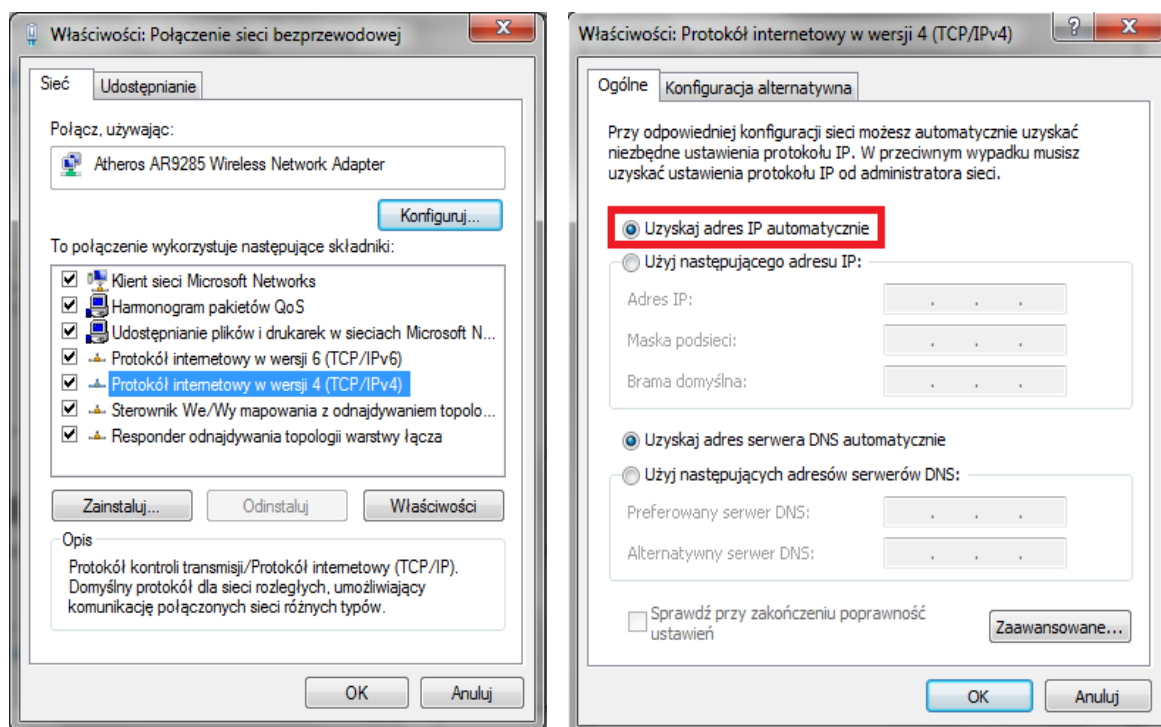 Właściwości: Połączenie sieci bezprzewodowej
Sieć
Udostępnianie
Połącz, używając:
Atheros AR9285 Wireless Network Adapter
Konfiguruj...
To połączenie wykorzystuje następujące składniki:
Klient sieci Microsoft Networks
Harmonogram pakietów QoS
Udostępnianie plików i drukarek w sieciach Microsoft N...
Protokół internetowy w wersji 6 (TCP/IPv6)
Protokół internetowy w wersji 4 (TCP/IPv4)
Sterownik We/Wy mapowania z odnajdywaniem topolo...
Responder odnajdywania topologii warstwy łącza
Zainstaluj...
Odinstaluj
Właściwości
Opis
Protokół kontroli transmisji/Protokół internetowy (TCP/IP).
Domyślny protokół dla sieci rozległych, umożliwiający
komunikację połączonych sieci różnych typów.
OK
Anuluj
Właściwości: Protokół internetowy w wersji 4 (TCP/IPv4)
Ogólne
Konfiguracja alternatywna
Przy odpowiedniej konfiguracji sieci możesz automatycznie uzyskać
niezbędne ustawienia protokołu IP. W przeciwnym wypadku musisz
uzyskać ustawienia protokołu IP od administratora sieci.
Uzyskaj adres IP automatycznie
Użyj następującego adresu IP:
Adres IP:
Maska podsieci:
Brama domyślna:
Uzyskaj adres serwera DNS automatycznie
Użyj następujących adresów serwerów DNS:
Preferowany serwer DNS:
Alternatywny serwer DNS:
Sprawdź przy zakończeniu poprawność
ustawień
Zaawansowane...
OK
Anuluj